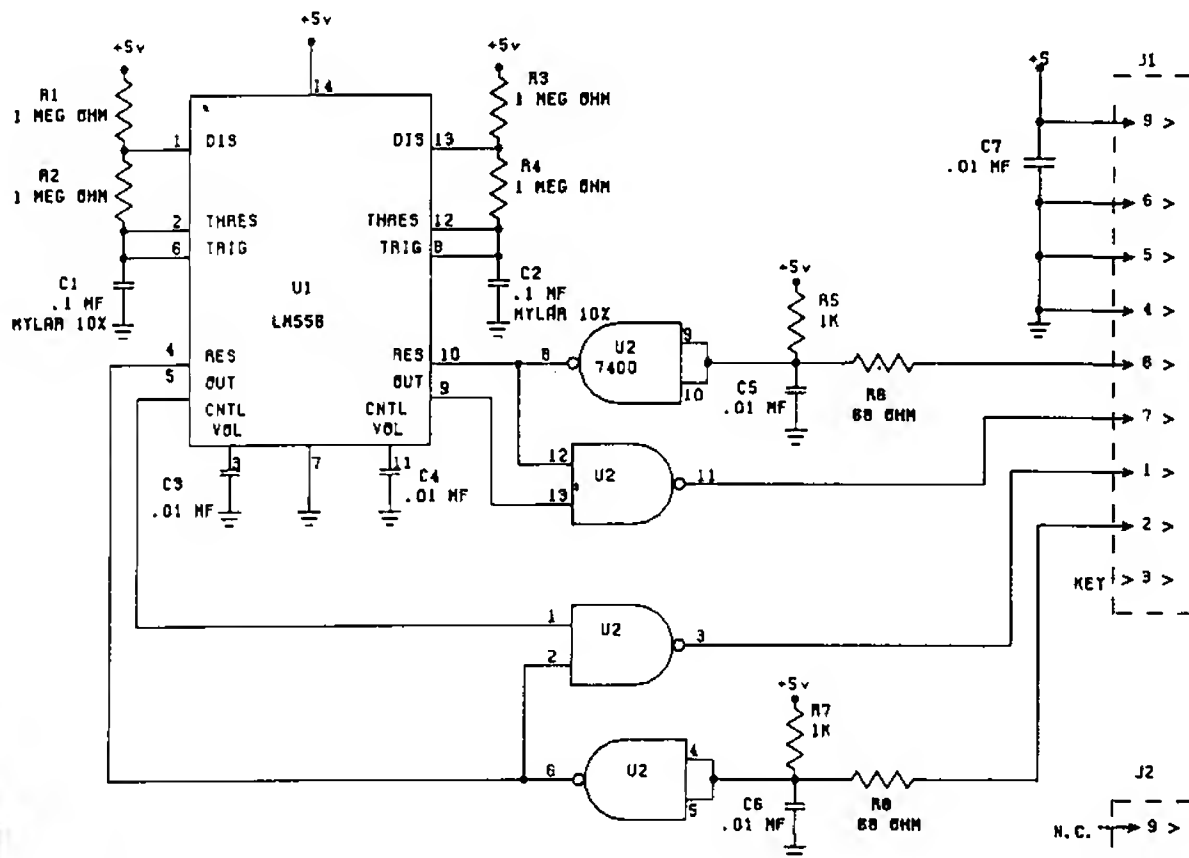 +5v
+5v
+5v
+5
J1
R1
1 MEG OHM
14
R3
1 MEG OHM
9 >
1
DIS
DIS
13
C7
.01 MF
R2
1 MEG OHM
R4
1 MEG OHM
6 >
2
THRES
THRES
12
6
TRIG
TRIG
8
5 >
C1
.1 MF
MYLAR 10%
U1
LM556
C2
.1 MF
MYLAR 10%
+5v
R5
1K
4 >
4
RES
RES
10
8
U2
7400
9
10
5
OUT
OUT
9
C5
.01 MF
R6
68 OHM
8 >
CNTL
VOL
CNTL
VOL
7 >
C3
.01 MF
3
7
11
C4
.01 MF
12
13
U2
11
1 >
2 >
KEY > 3 >
1
2
U2
3
+5v
R7
1K
6
U2
4
5
C6
.01 MF
R8
68 OHM
J2
N.C.
9 >